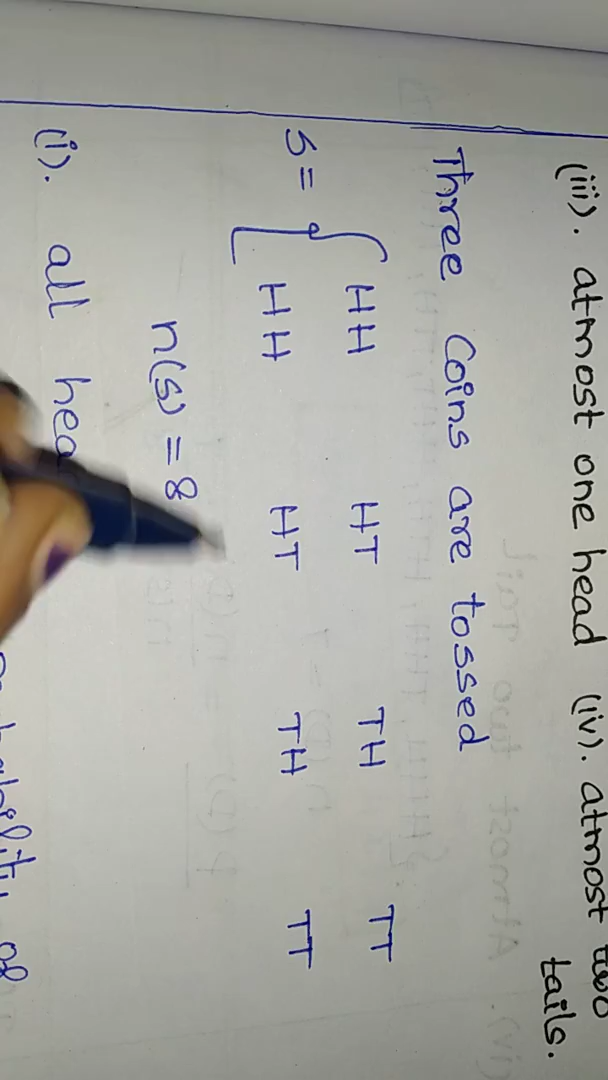 (iii). atmost one head (iv). atmost two
tails.
Three Coins are tossed
S = { HH HT TH TT
HH HT TH TT
n(s) = 8
(i). all